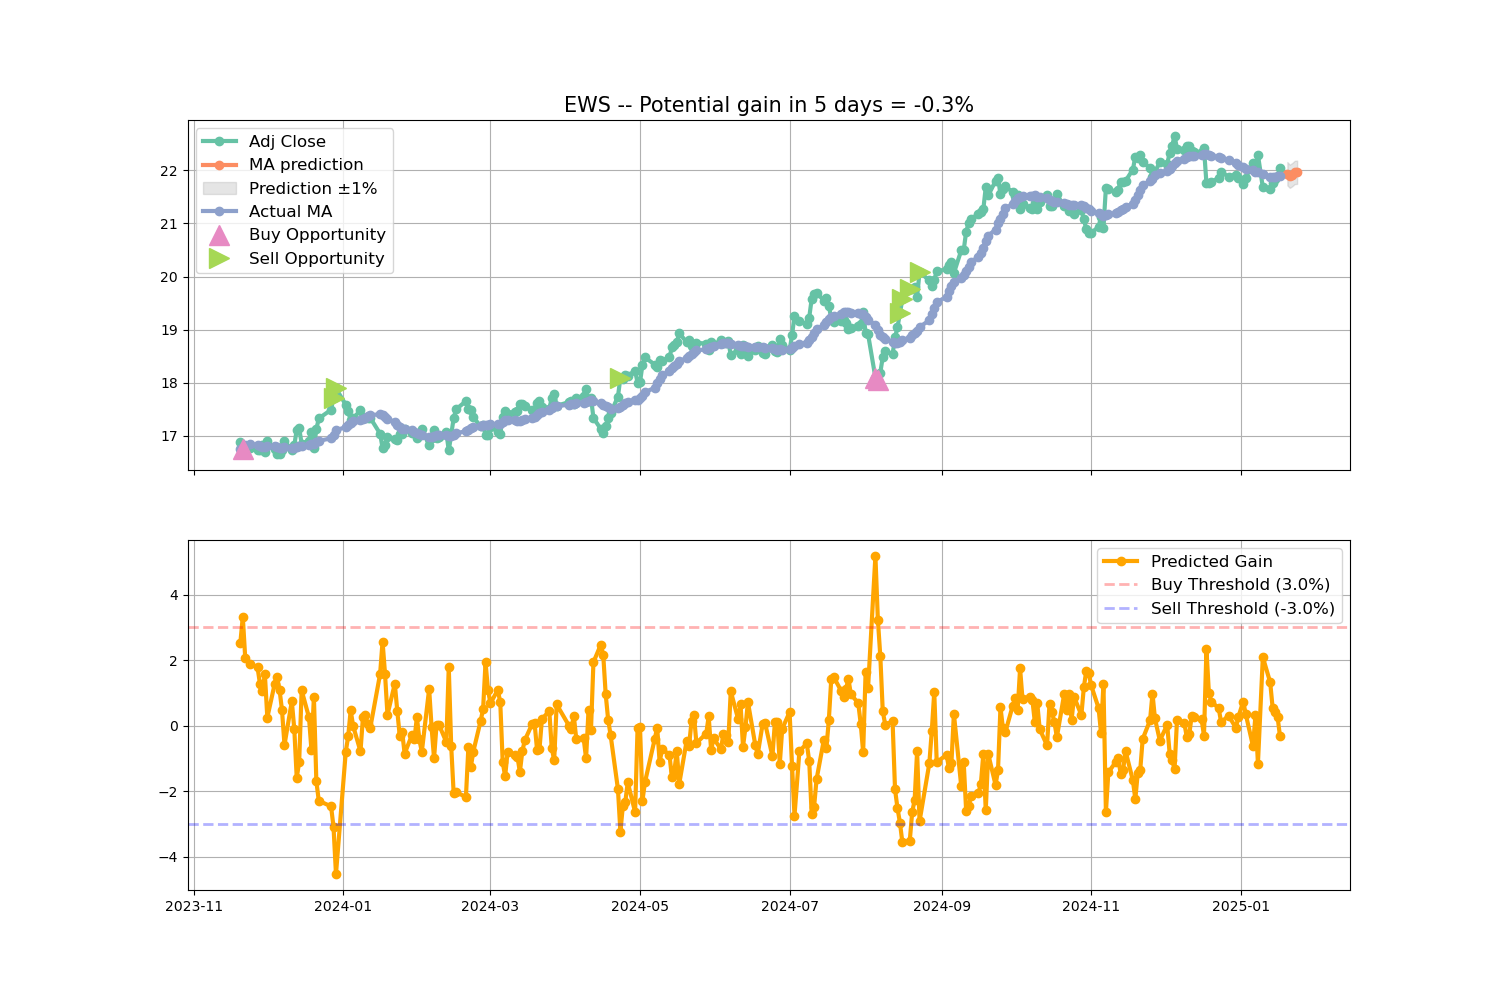 EWS -- Potential gain in 5 days = -0.3%
Adj Close
MA prediction
Prediction ±1%
Actual MA
Buy Opportunity
Sell Opportunity
22
21
20
19
18
17
Predicted Gain
Buy Threshold (3.0%)
Sell Threshold (-3.0%)
4
2
0
−2
−4
2023-11
2024-01
2024-03
2024-05
2024-07
2024-09
2024-11
2025-01